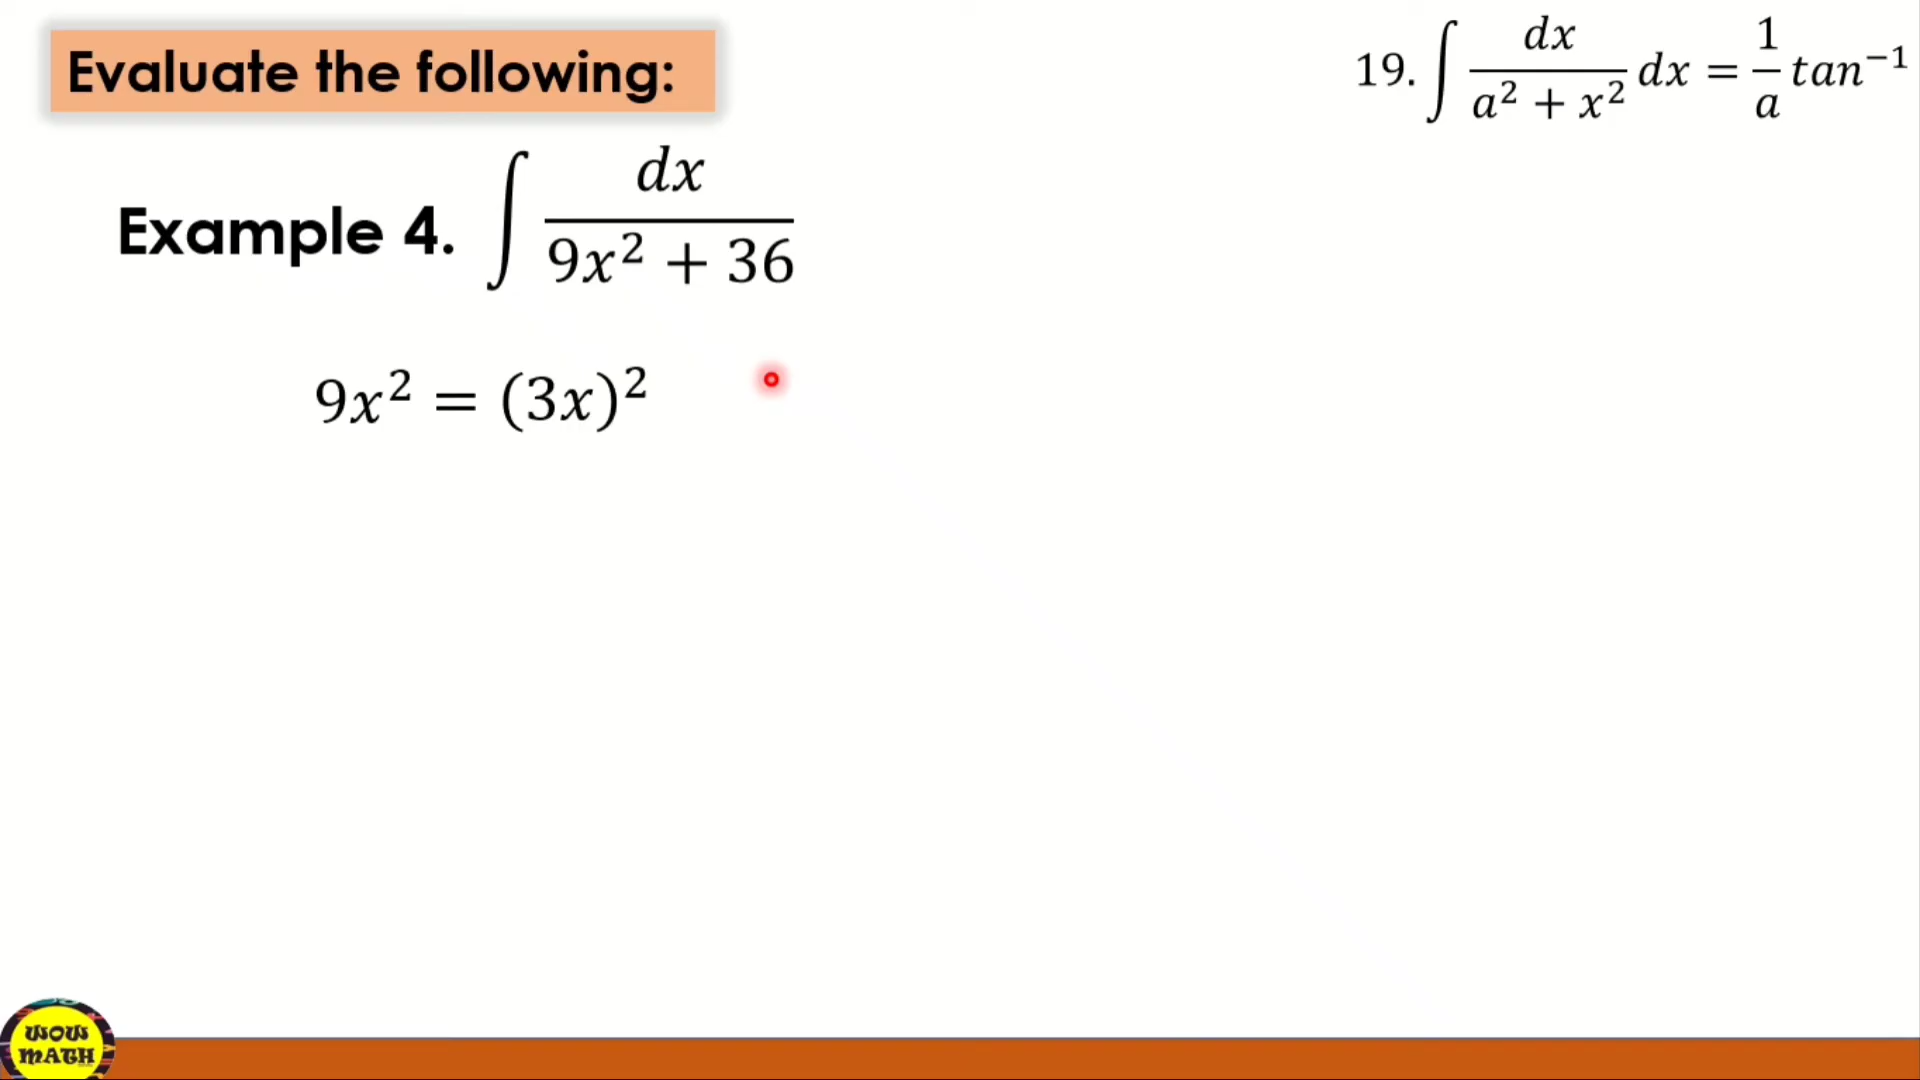 Evaluate the following:
19. ∫ dx / (a² + x²) dx = 1/a tan⁻¹
Example 4. ∫ dx / (9x² + 36)
9x² = (3x)²
WOW
MATH